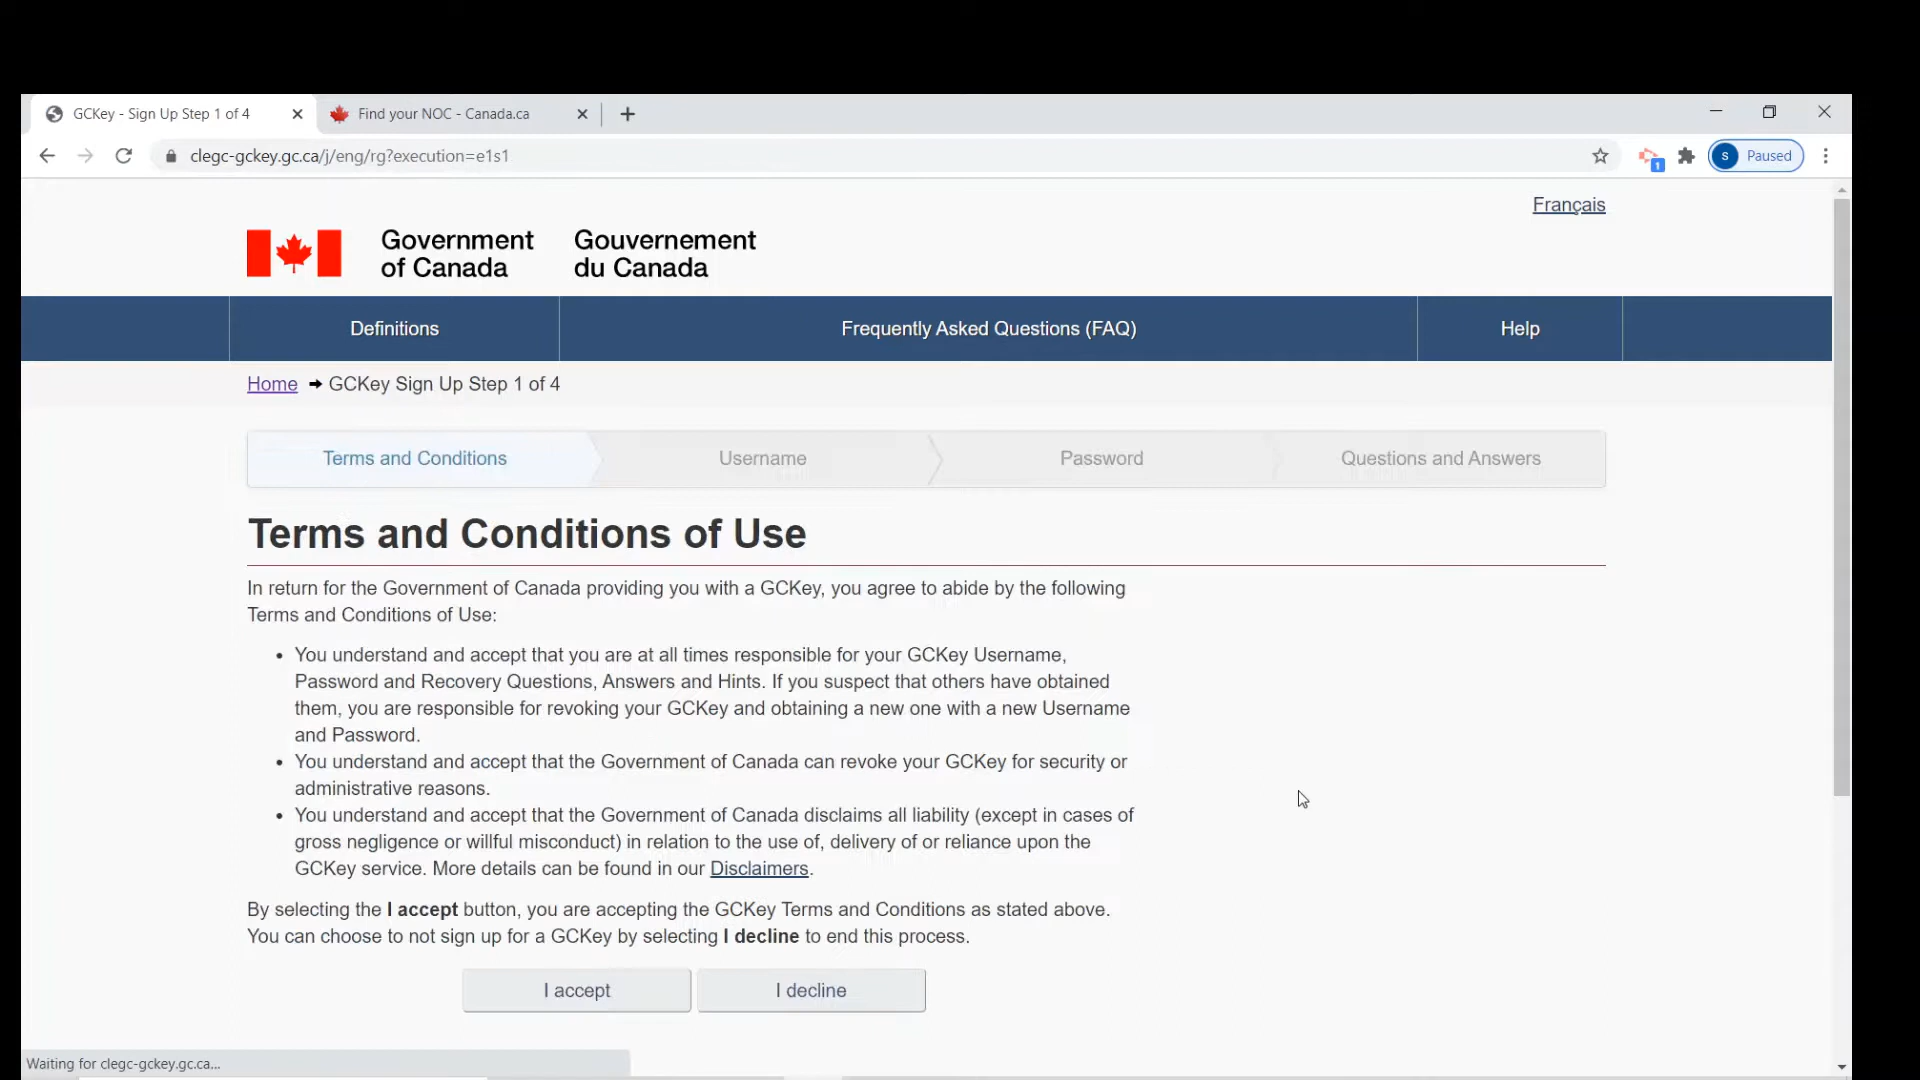 GCKey - Sign Up Step 1 of 4
Find your NOC - Canada.ca
clegc-gckey.gc.ca/j/eng/rg?execution=e1s1
1
s
Paused
Français
Government of Canada
Gouvernement du Canada
Definitions
Frequently Asked Questions (FAQ)
Help
Home → GCKey Sign Up Step 1 of 4
Terms and Conditions
Username
Password
Questions and Answers
Terms and Conditions of Use
In return for the Government of Canada providing you with a GCKey, you agree to abide by the following
Terms and Conditions of Use:
• You understand and accept that you are at all times responsible for your GCKey Username,
Password and Recovery Questions, Answers and Hints. If you suspect that others have obtained
them, you are responsible for revoking your GCKey and obtaining a new one with a new Username
and Password.
• You understand and accept that the Government of Canada can revoke your GCKey for security or
administrative reasons.
• You understand and accept that the Government of Canada disclaims all liability (except in cases of
gross negligence or willful misconduct) in relation to the use of, delivery of or reliance upon the
GCKey service. More details can be found in our Disclaimers.
By selecting the I accept button, you are accepting the GCKey Terms and Conditions as stated above.
You can choose to not sign up for a GCKey by selecting I decline to end this process.
I accept
I decline
Waiting for clegc-gckey.gc.ca...